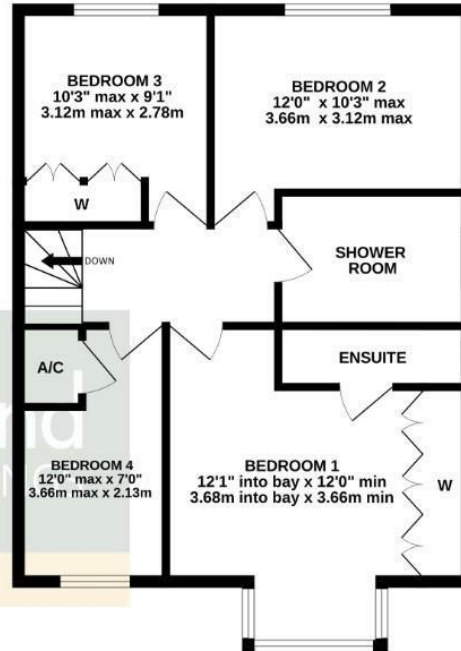 BEDROOM 3
10'3" max x 9'1"
3.12m max x 2.78m
BEDROOM 2
12'0" x 10'3" max
3.66m x 3.12m max
W
DOWN
SHOWER
ROOM
A/C
ENSUITE
BEDROOM 4
12'0" max x 7'0"
3.66m max x 2.13m
BEDROOM 1
12'1" into bay x 12'0" min
3.68m into bay x 3.66m min
W